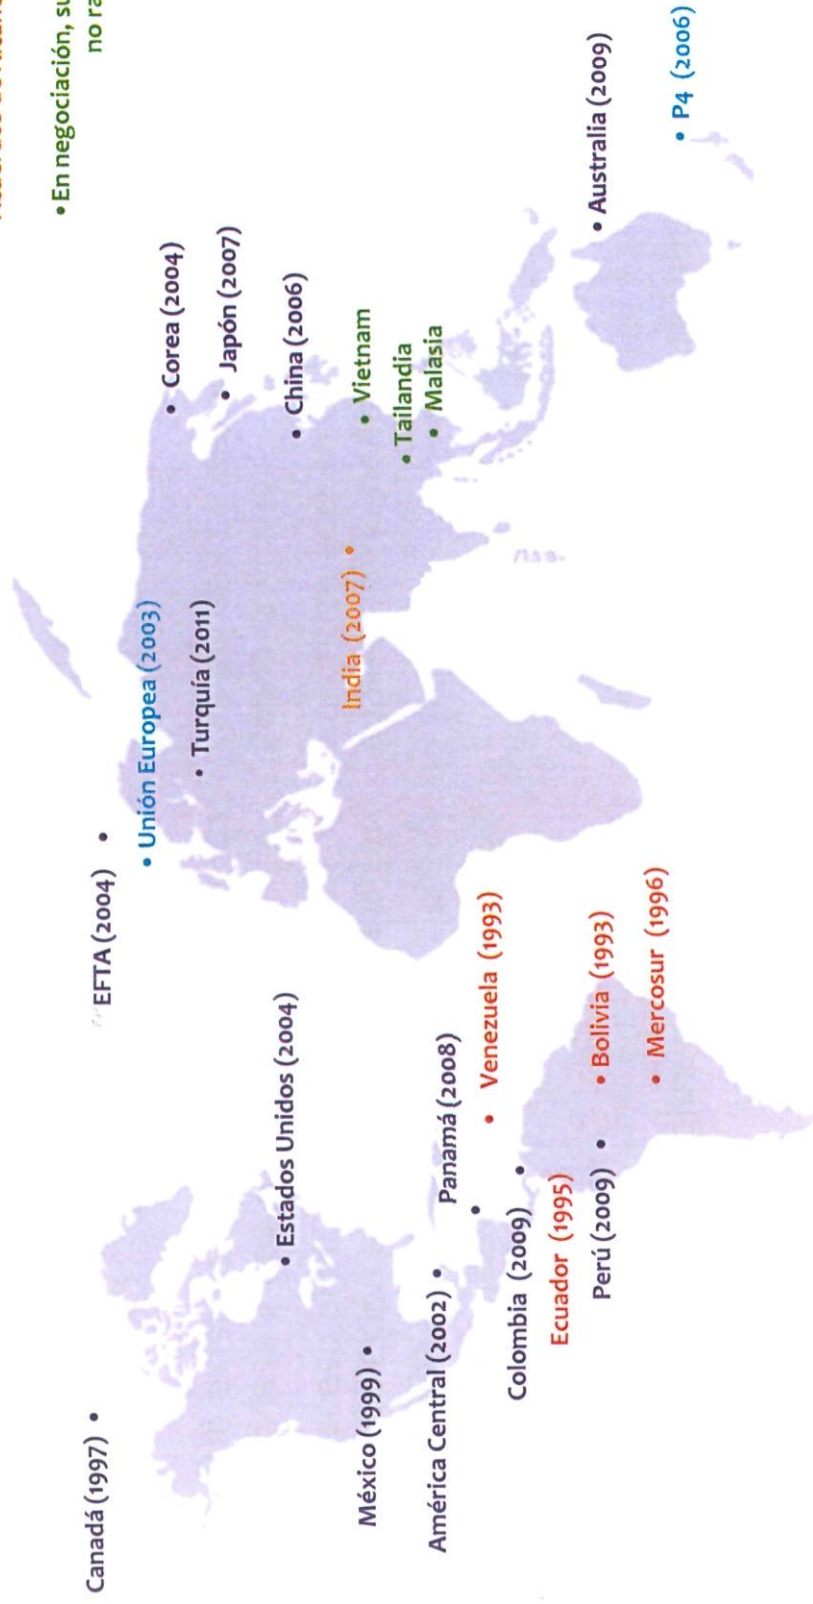 • En negociación, su
no ra
Canadá (1997) •
EFTA (2004) •
• Unión Europea (2003)
• Corea (2004)
• Turquía (2011)
• Japón (2007)
• Estados Unidos (2004)
• China (2006)
México (1999) •
India (2007) •
• Vietnam
• Tailandia
• Malasia
América Central (2002) •
Panamá (2008)
• Venezuela (1993)
Colombia (2009) •
Ecuador (1995)
Perú (2009) •
• Bolivia (1993)
• Australia (2009)
• Mercosur (1996)
• P4 (2006)